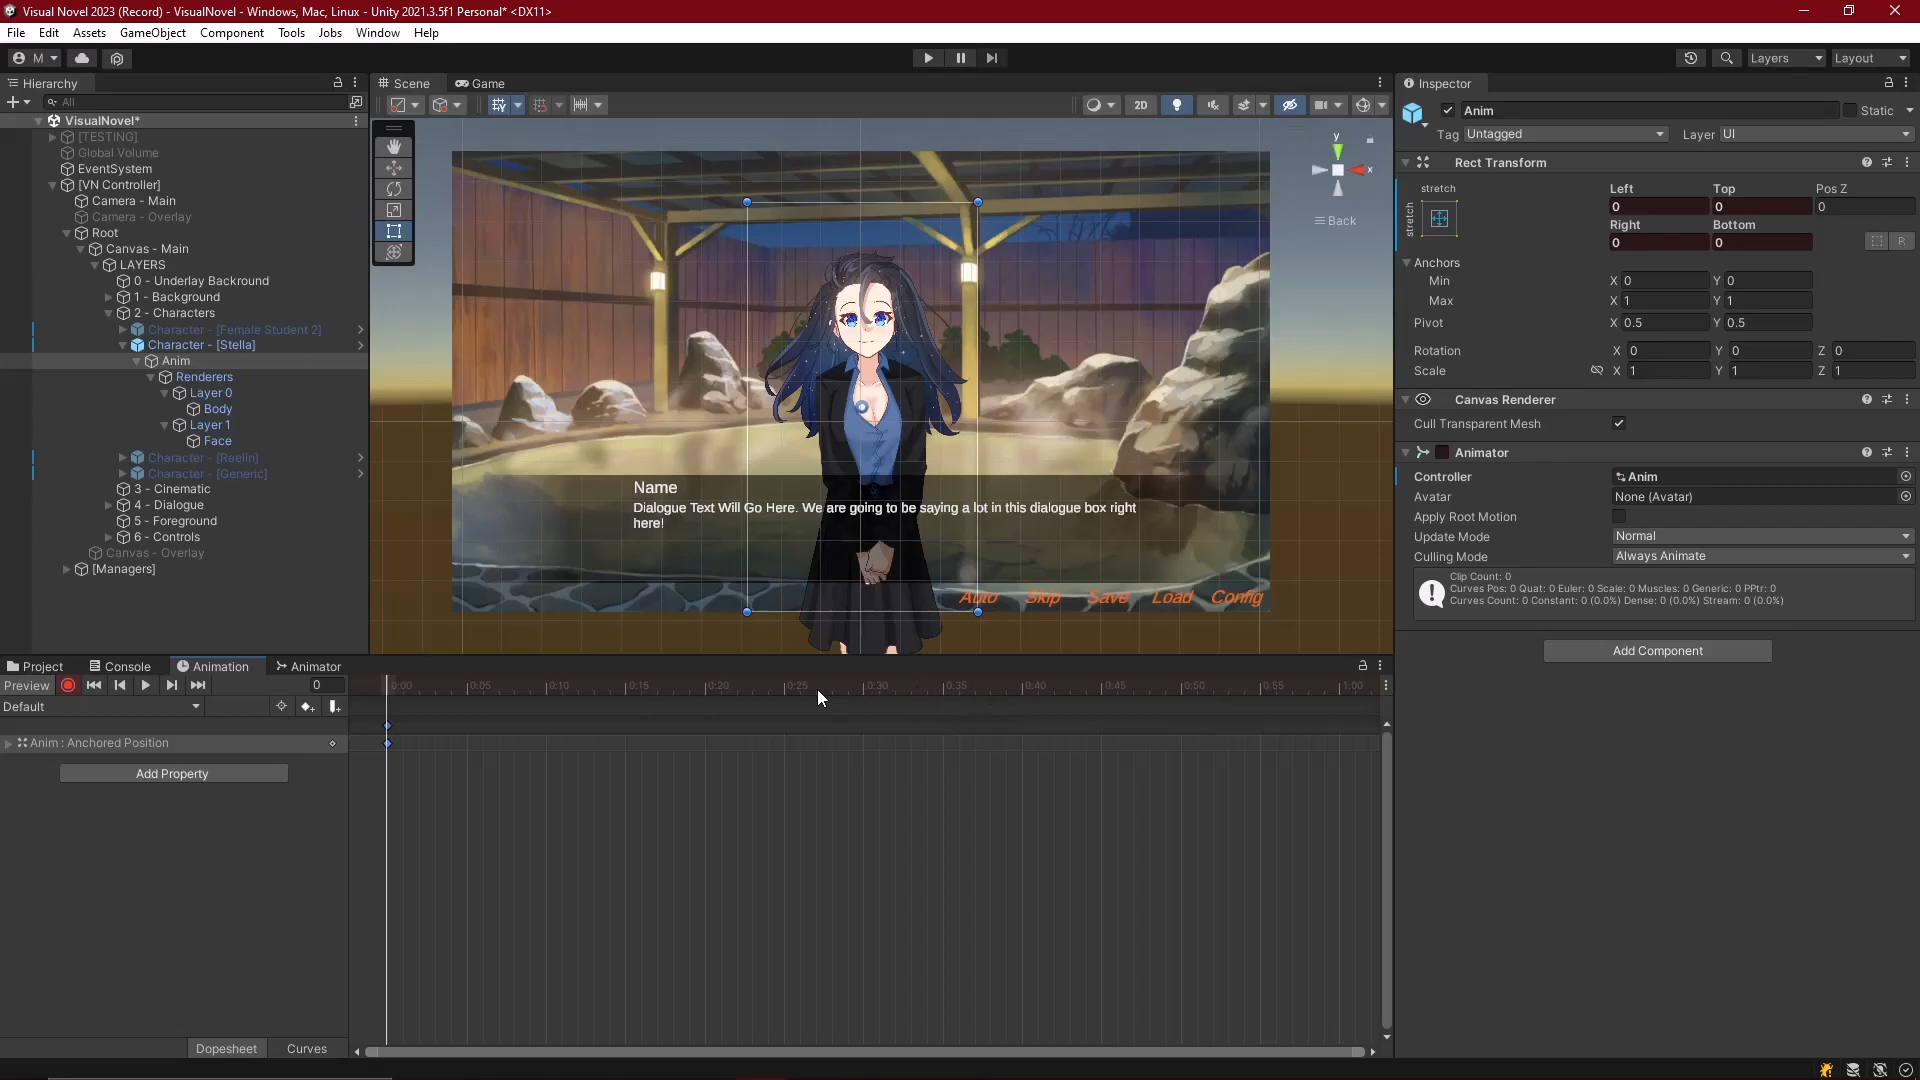 Visual Novel 2023 (Record) - VisualNovel - Windows, Mac, Linux - Unity 2021.3.5f1 Personal* <DX11>
File Edit Assets GameObject Component Tools Jobs Window Help
M
Layers Layout
Hierarchy
All
VisualNovel*
[TESTING]
Global Volume
EventSystem
[VN Controller]
Camera - Main
Camera - Overlay
Root
Canvas - Main
LAYERS
0 - Underlay Backround
1 - Background
2 - Characters
Character - [Female Student 2]
Character - [Stella]
Anim
Renderers
Layer 0
Body
Layer 1
Face
Character - [Raelin]
Character - [Generic]
3 - Cinematic
4 - Dialogue
5 - Foreground
6 - Controls
Canvas - Overlay
[Managers]
Scene Game
2D
y
x
Back
Name
Dialogue Text Will Go Here. We are going to be saying a lot in this dialogue box right
here!
Auto Skip Save Load Config
Inspector
Anim Static
Tag Untagged Layer UI
Rect Transform
stretch
stretch
Left Top Pos Z
0 0 0
Right Bottom
0 0 R
Anchors
Min X 0 Y 0
Max X 1 Y 1
Pivot X 0.5 Y 0.5
Rotation X 0 Y 0 Z 0
Scale X 1 Y 1 Z 1
Canvas Renderer
Cull Transparent Mesh
Animator
Controller Anim
Avatar None (Avatar)
Apply Root Motion
Update Mode Normal
Culling Mode Always Animate
Clip Count: 0
Curves Pos: 0 Quat: 0 Euler: 0 Scale: 0 Muscles: 0 Generic: 0 PPtr: 0
Curves Count: 0 Constant: 0 (0.0%) Dense: 0 (0.0%) Stream: 0 (0.0%)
Add Component
Project Console Animation Animator
Preview 0
0:00 0:05 0:10 0:15 0:20 0:25 0:30 0:35 0:40 0:45 0:50 0:55 1:00
Default
Anim : Anchored Position
Add Property
Dopesheet Curves